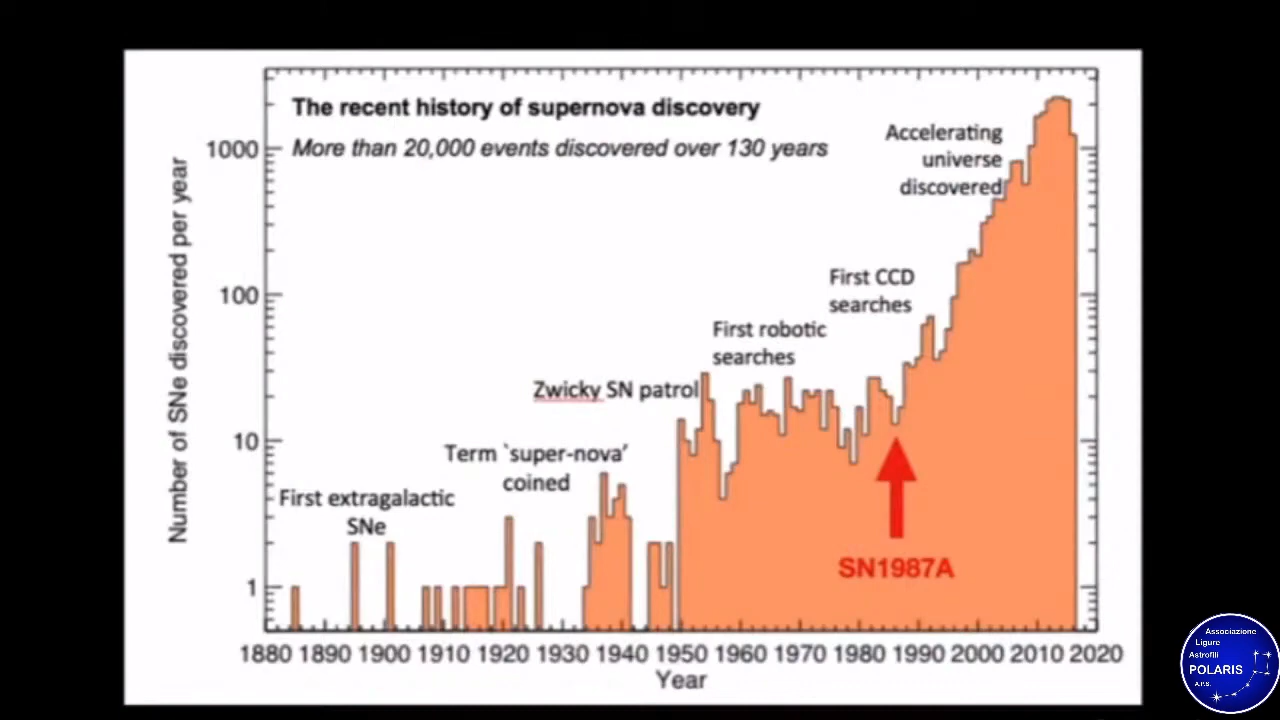 The recent history of supernova discovery
More than 20,000 events discovered over 130 years
Accelerating
universe
discovered
First CCD
searches
First robotic
searches
Zwicky SN patrol
Term `super-nova'
coined
First extragalactic
SNe
SN1987A
Number of SNe discovered per year
1000
100
10
1
1880 1890 1900 1910 1920 1930 1940 1950 1960 1970 1980 1990 2000 2010 2020
Year
Associazione
Ligure
Astrofili
POLARIS
A.P.S.